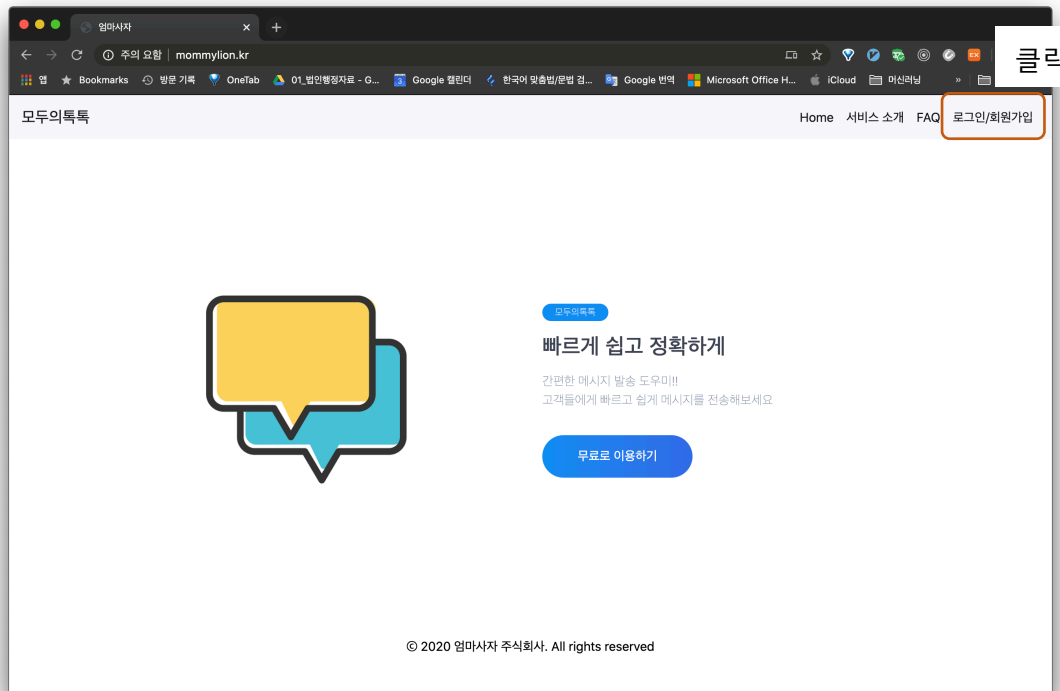 엄마사자
주의 요함 | mommylion.kr
앱 Bookmarks 방문 기록 OneTab 01_법인행정자료 - G... Google 캘린더 한국어 맞춤법/문법 검... Google 번역 Microsoft Office H... iCloud 머신러닝 »
클릭
모두의톡톡 Home 서비스 소개 FAQ 로그인/회원가입
모두의톡톡
빠르게 쉽고 정확하게
간편한 메시지 발송 도우미!!
고객들에게 빠르고 쉽게 메시지를 전송해보세요
무료로 이용하기
© 2020 엄마사자 주식회사. All rights reserved